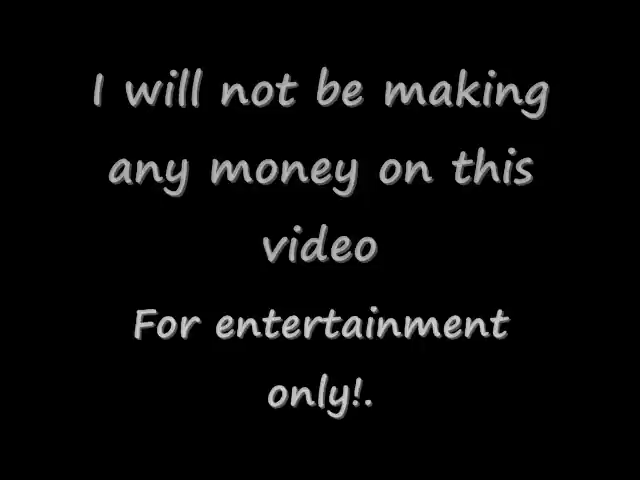 I will not be making
any money on this
video
For entertainment
only!.